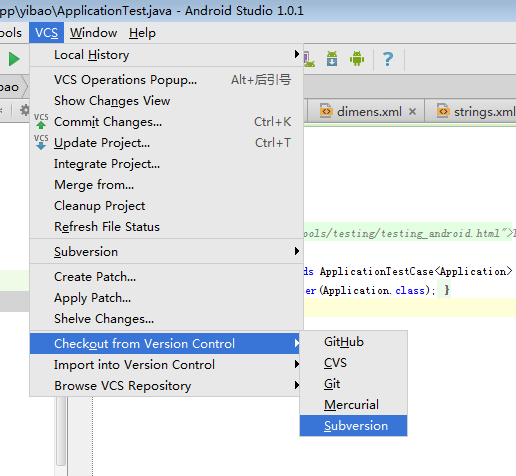 pp\yibao\ApplicationTest.java - Android Studio 1.0.1
ools VCS Window Help
Local History
bao
VCS Operations Popup... Alt+后引号
Show Changes View
dimens.xml
strings.xml
VCS Commit Changes... Ctrl+K
VCS Update Project... Ctrl+T
Integrate Project...
Merge from...
Cleanup Project
Refresh File Status
ools/testing/testing_android.html">
Subversion
ds ApplicationTestCase<Application>
Create Patch...
er(Application.class); }
Apply Patch...
Shelve Changes...
Checkout from Version Control
Import into Version Control
Browse VCS Repository
GitHub
CVS
Git
Mercurial
Subversion